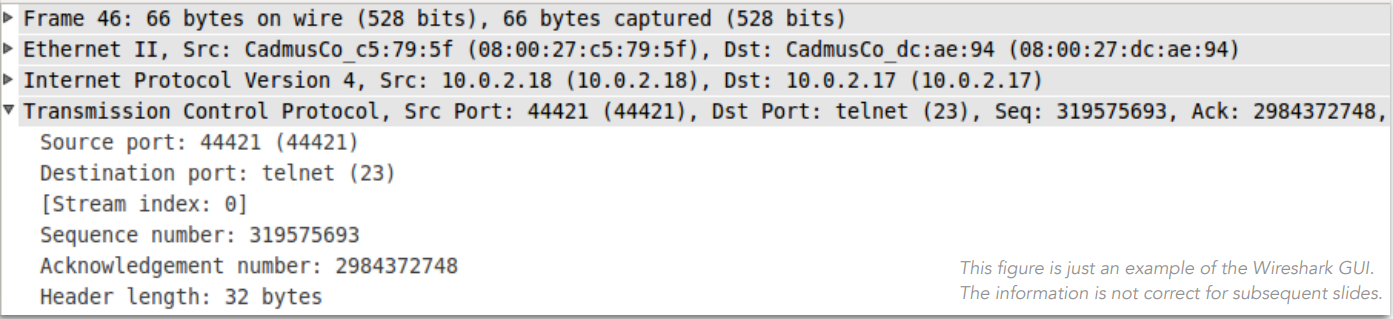 Frame 46: 66 bytes on wire (528 bits), 66 bytes captured (528 bits)
Ethernet II, Src: CadmusCo_c5:79:5f (08:00:27:c5:79:5f), Dst: CadmusCo_dc:ae:94 (08:00:27:dc:ae:94)
Internet Protocol Version 4, Src: 10.0.2.18 (10.0.2.18), Dst: 10.0.2.17 (10.0.2.17)
Transmission Control Protocol, Src Port: 44421 (44421), Dst Port: telnet (23), Seq: 319575693, Ack: 2984372748,
Source port: 44421 (44421)
Destination port: telnet (23)
[Stream index: 0]
Sequence number: 319575693
Acknowledgement number: 2984372748
Header length: 32 bytes
This figure is just an example of the Wireshark GUI.
The information is not correct for subsequent slides.